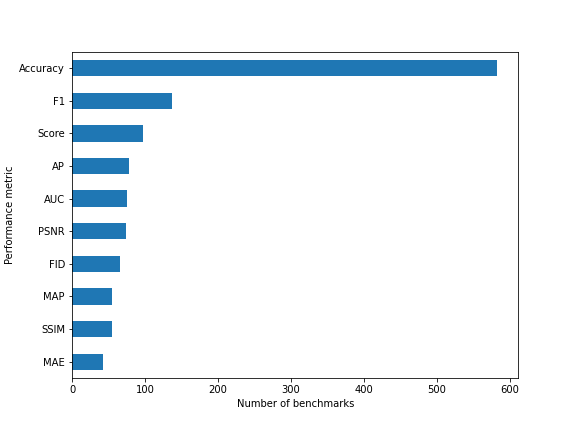 Performance metric
Accuracy
F1
Score
AP
AUC
PSNR
FID
MAP
SSIM
MAE
0 100 200 300 400 500 600
Number of benchmarks